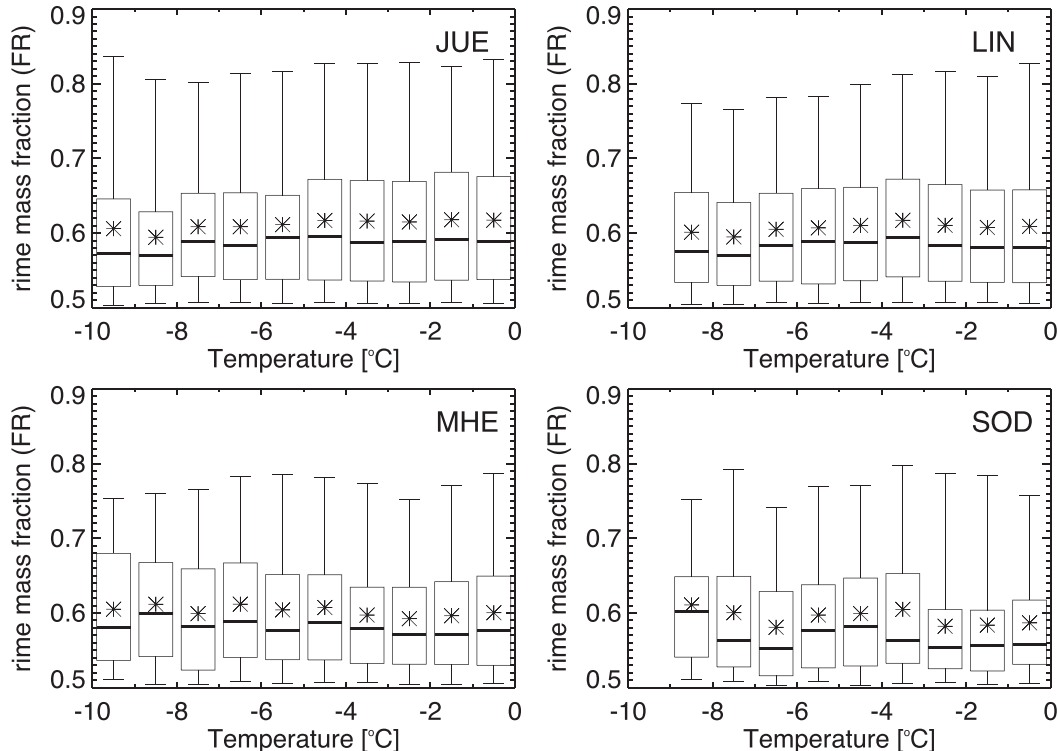 JUE
rime mass fraction (FR)
0.9
0.8
0.7
0.6
0.5
-10 -8 -6 -4 -2 0
Temperature [°C]
LIN
rime mass fraction (FR)
0.9
0.8
0.7
0.6
0.5
-10 -8 -6 -4 -2 0
Temperature [°C]
MHE
rime mass fraction (FR)
0.9
0.8
0.7
0.6
0.5
-10 -8 -6 -4 -2 0
Temperature [°C]
SOD
rime mass fraction (FR)
0.9
0.8
0.7
0.6
0.5
-10 -8 -6 -4 -2 0
Temperature [°C]